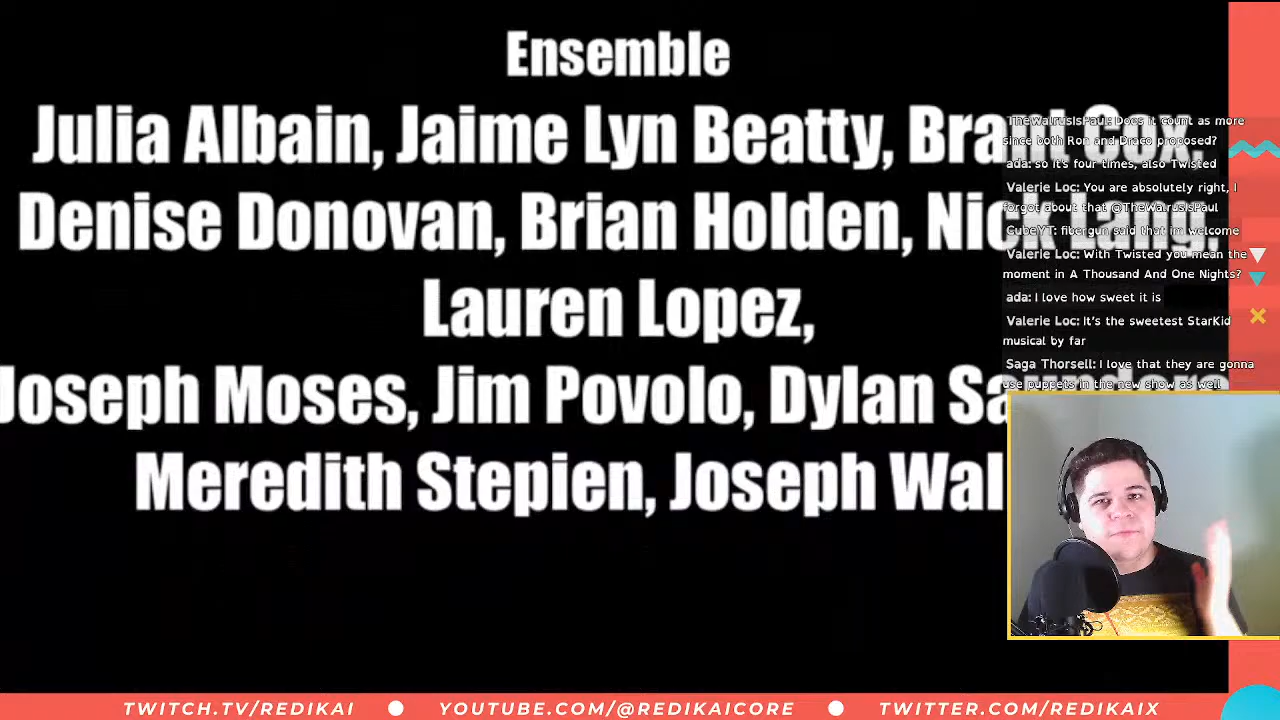 Ensemble
Julia Albain, Jaime Lyn Beatty, Cox,
Denise Donovan, Brian Holden, Nick Lang,
Lauren Lopez,
Joseph Moses, Jim Povolo, Dylan
Meredith Stepien, Joseph
TheWalrusIsPaul: Does it count as more
since both Ron and Draco proposed?
ada: so it's four times, also Twisted
Valerie Loc: You are absolutely right, I
forgot about that @TheWalrusIsPaul
CubeYT: fibergun said that im welcome
Valerie Loc: With Twisted you mean the
moment in A Thousand And One Nights?
ada: I love how sweet it is
Valerie Loc: It's the sweetest StarKid
musical by far
Saga Thorsell: I love that they are gonna
use puppets in the new show as well
TWITCH.TV/REDIKAI
YOUTUBE.COM/@REDIKAICORE
TWITTER.COM/REDIKAIX